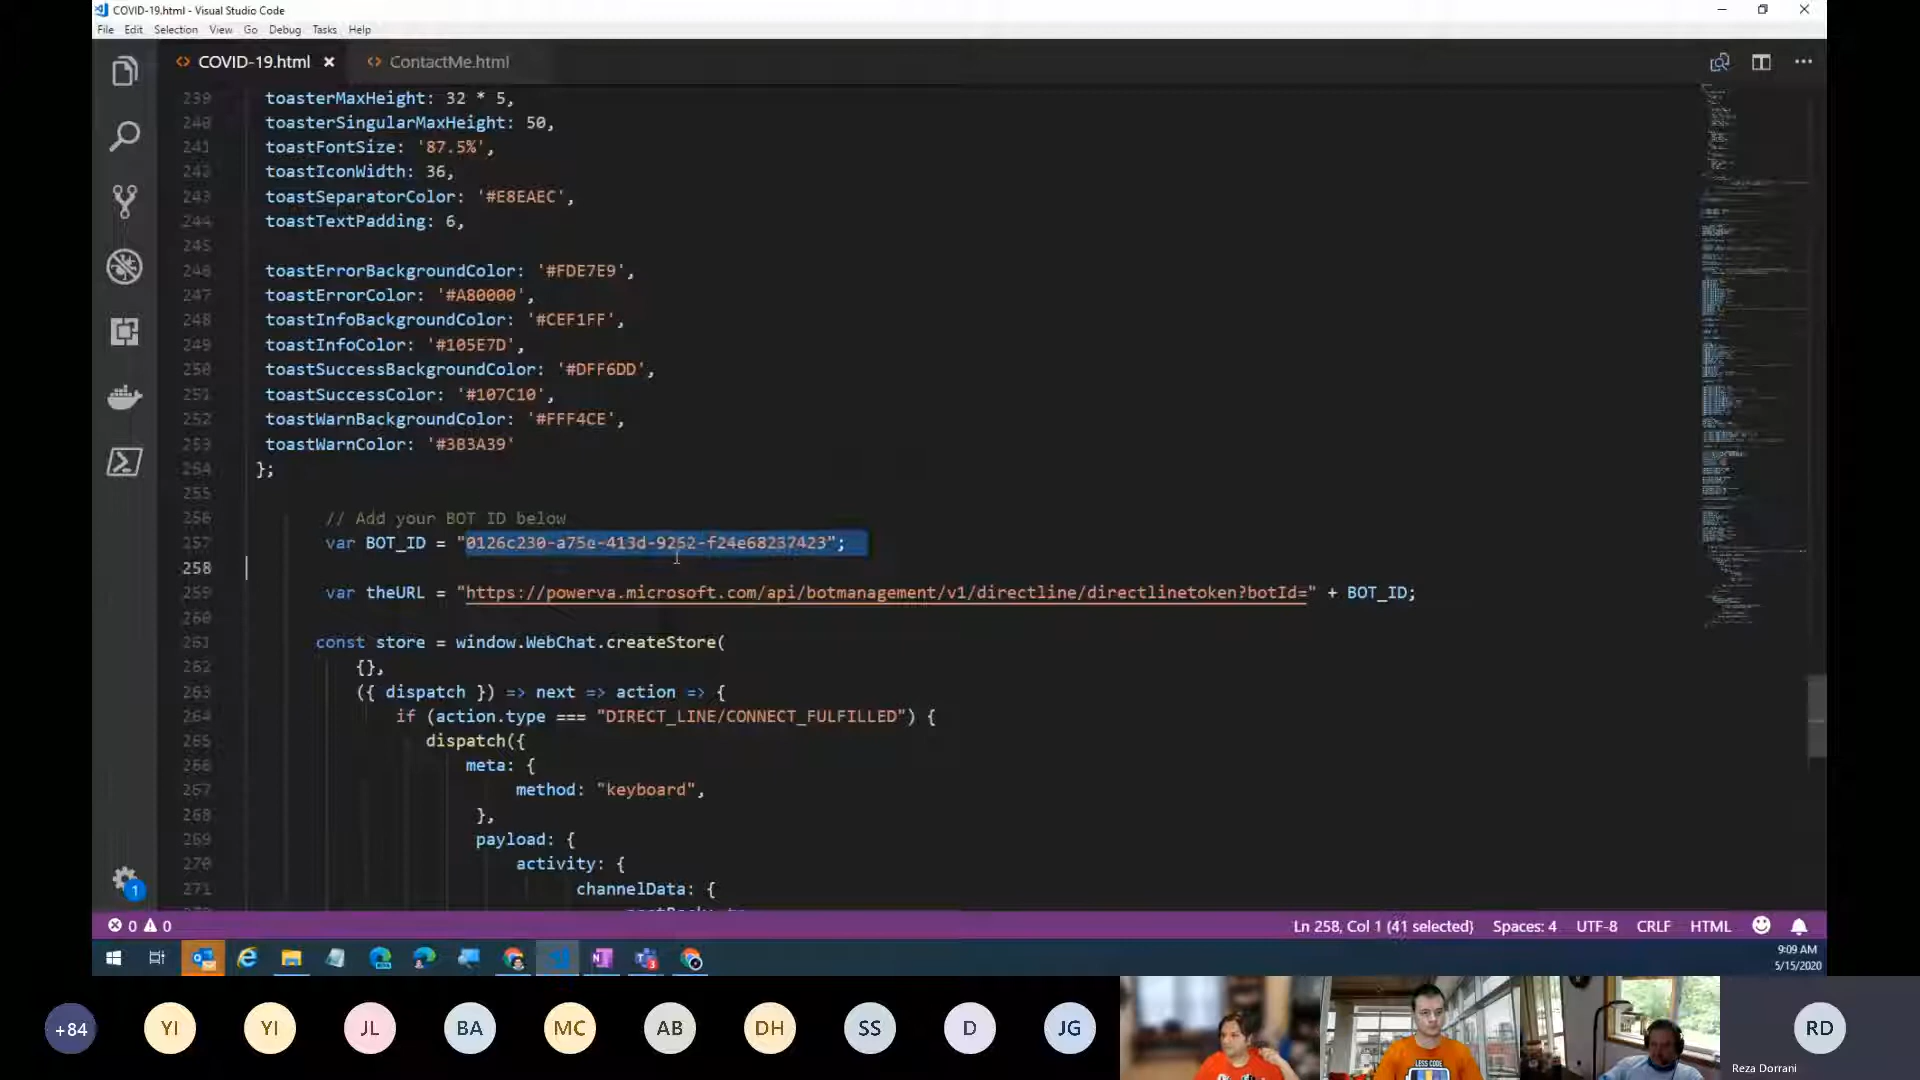 COVID-19.html - Visual Studio Code
File Edit Selection View Go Debug Tasks Help
COVID-19.html × ContactMe.html
239 toasterMaxHeight: 32 * 5,
240 toasterSingularMaxHeight: 50,
241 toastFontSize: '87.5%',
242 toastIconWidth: 36,
243 toastSeparatorColor: '#E8EAEC',
244 toastTextPadding: 6,
245
246 toastErrorBackgroundColor: '#FDE7E9',
247 toastErrorColor: '#A80000',
248 toastInfoBackgroundColor: '#CEF1FF',
249 toastInfoColor: '#105E7D',
250 toastSuccessBackgroundColor: '#DFF6DD',
251 toastSuccessColor: '#107C10',
252 toastWarnBackgroundColor: '#FFF4CE',
253 toastWarnColor: '#3B3A39'
254 };
255
256 // Add your BOT ID below
257 var BOT_ID = "0126c230-a75e-413d-9252-f24e68237423";
258
259 var theURL = "https://powerva.microsoft.com/api/botmanagement/v1/directline/directlinetoken?botId=" + BOT_ID;
260
261 const store = window.WebChat.createStore(
262 {},
263 ({ dispatch }) => next => action => {
264 if (action.type === "DIRECT_LINE/CONNECT_FULFILLED") {
265 dispatch({
266 meta: {
267 method: "keyboard",
268 },
269 payload: {
270 activity: {
271 channelData: {
0 0 Ln 258, Col 1 (41 selected) Spaces: 4 UTF-8 CRLF HTML
1
9:09 AM
5/15/2020
+84 YI YI JL BA MC AB DH SS D JG RD
LESS CODE
Reza Dorrani